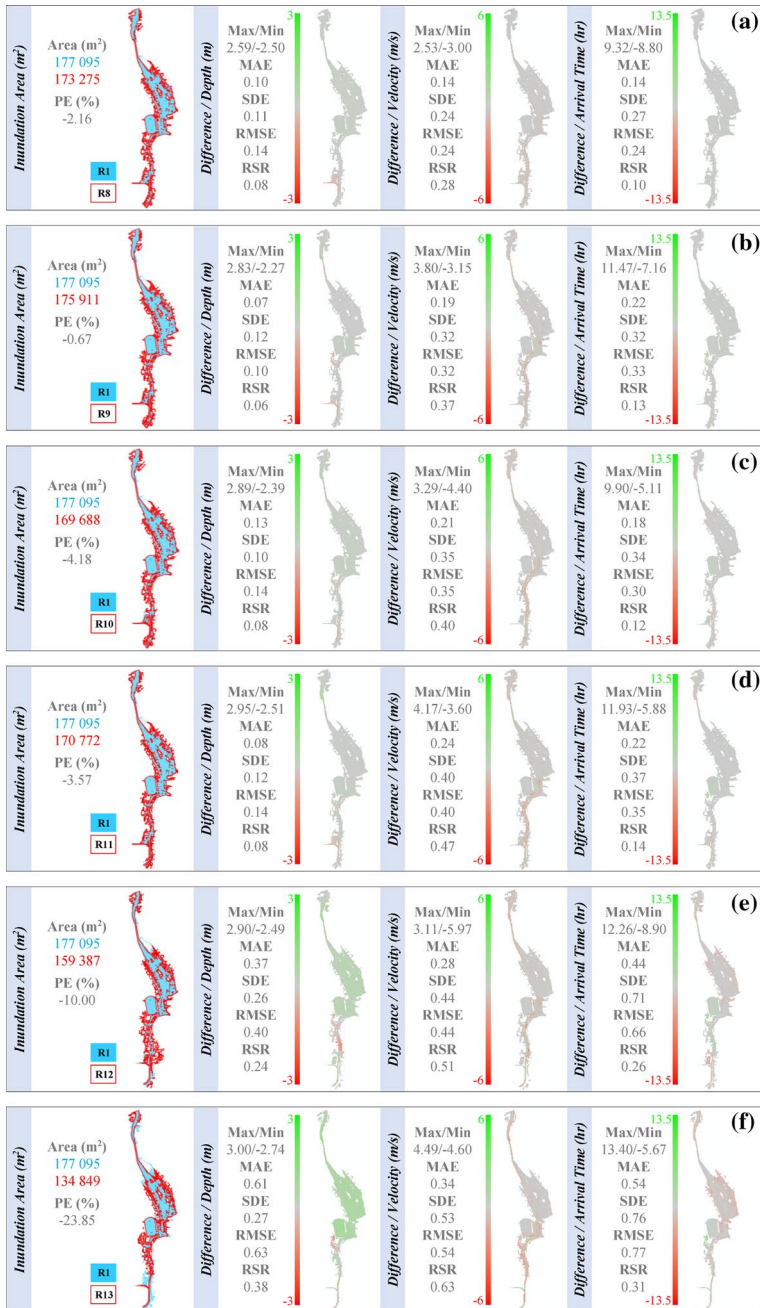 (a)
Inundation Area (m²)
Area (m²)
177 095
173 275
PE (%)
-2.16
R1
R8
Difference / Depth (m)
Max/Min
2.59/-2.50
MAE
0.10
SDE
0.11
RMSE
0.14
RSR
0.08
3
-3
Difference / Velocity (m/s)
Max/Min
2.53/-3.00
MAE
0.14
SDE
0.24
RMSE
0.24
RSR
0.28
6
-6
Difference / Arrival Time (hr)
Max/Min
9.32/-8.80
MAE
0.14
SDE
0.27
RMSE
0.24
RSR
0.10
13.5
-13.5
(b)
Inundation Area (m²)
Area (m²)
177 095
175 911
PE (%)
-0.67
R1
R9
Difference / Depth (m)
Max/Min
2.83/-2.27
MAE
0.07
SDE
0.12
RMSE
0.10
RSR
0.06
3
-3
Difference / Velocity (m/s)
Max/Min
3.80/-3.15
MAE
0.19
SDE
0.32
RMSE
0.32
RSR
0.37
6
-6
Difference / Arrival Time (hr)
Max/Min
11.47/-7.16
MAE
0.22
SDE
0.32
RMSE
0.33
RSR
0.13
13.5
-13.5
(c)
Inundation Area (m²)
Area (m²)
177 095
169 688
PE (%)
-4.18
R1
R10
Difference / Depth (m)
Max/Min
2.89/-2.39
MAE
0.13
SDE
0.10
RMSE
0.14
RSR
0.08
3
-3
Difference / Velocity (m/s)
Max/Min
3.29/-4.40
MAE
0.21
SDE
0.35
RMSE
0.35
RSR
0.40
6
-6
Difference / Arrival Time (hr)
Max/Min
9.90/-5.11
MAE
0.18
SDE
0.34
RMSE
0.30
RSR
0.12
13.5
-13.5
(d)
Inundation Area (m²)
Area (m²)
177 095
170 772
PE (%)
-3.57
R1
R11
Difference / Depth (m)
Max/Min
2.95/-2.51
MAE
0.08
SDE
0.12
RMSE
0.14
RSR
0.08
3
-3
Difference / Velocity (m/s)
Max/Min
4.17/-3.60
MAE
0.24
SDE
0.40
RMSE
0.40
RSR
0.47
6
-6
Difference / Arrival Time (hr)
Max/Min
11.93/-5.88
MAE
0.22
SDE
0.37
RMSE
0.35
RSR
0.14
13.5
-13.5
(e)
Inundation Area (m²)
Area (m²)
177 095
159 387
PE (%)
-10.00
R1
R12
Difference / Depth (m)
Max/Min
2.90/-2.49
MAE
0.37
SDE
0.26
RMSE
0.40
RSR
0.24
3
-3
Difference / Velocity (m/s)
Max/Min
3.11/-5.97
MAE
0.28
SDE
0.44
RMSE
0.44
RSR
0.51
6
-6
Difference / Arrival Time (hr)
Max/Min
12.26/-8.90
MAE
0.44
SDE
0.71
RMSE
0.66
RSR
0.26
13.5
-13.5
(f)
Inundation Area (m²)
Area (m²)
177 095
134 849
PE (%)
-23.85
R1
R13
Difference / Depth (m)
Max/Min
3.00/-2.74
MAE
0.61
SDE
0.27
RMSE
0.63
RSR
0.38
3
-3
Difference / Velocity (m/s)
Max/Min
4.49/-4.60
MAE
0.34
SDE
0.53
RMSE
0.54
RSR
0.63
6
-6
Difference / Arrival Time (hr)
Max/Min
13.40/-5.67
MAE
0.54
SDE
0.76
RMSE
0.77
RSR
0.31
13.5
-13.5